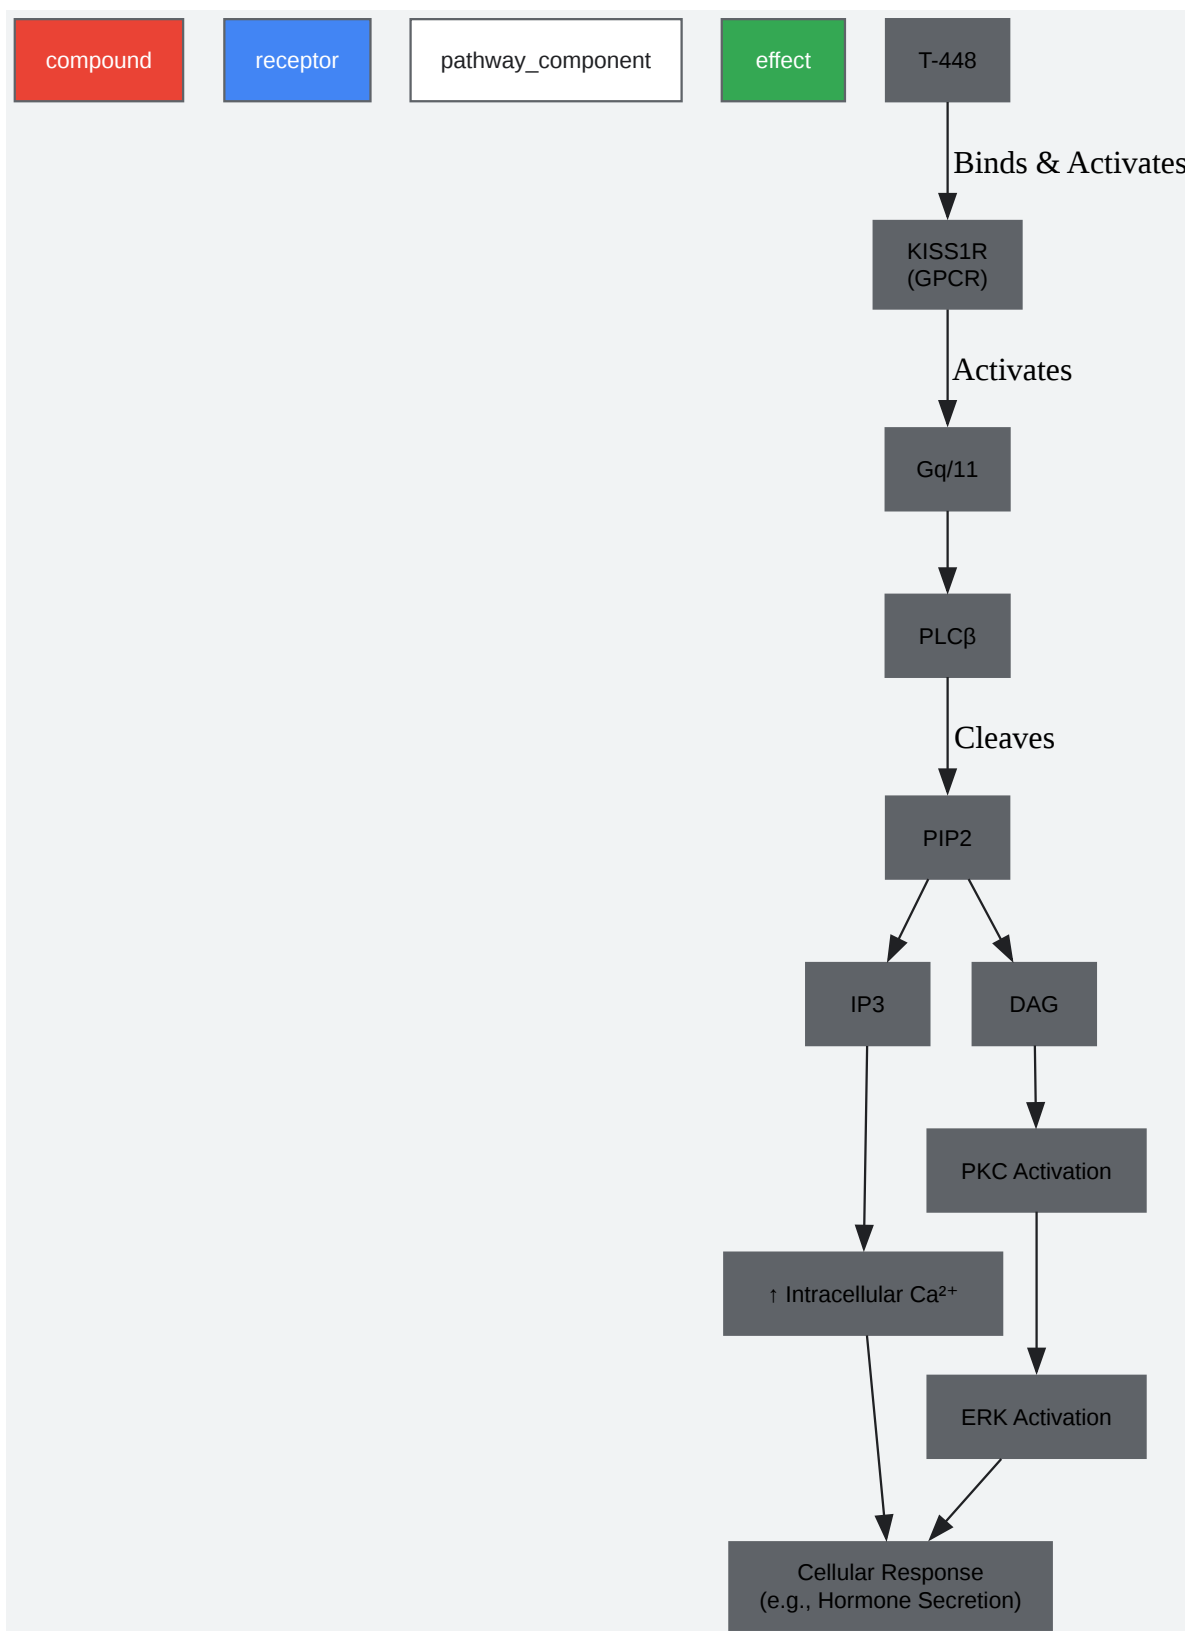 compound
receptor
pathway_component
effect
T-448
Binds & Activates
KISS1R
(GPCR)
Activates
Gq/11
PLCβ
Cleaves
PIP2
IP3
DAG
PKC Activation
↑ Intracellular Ca²⁺
ERK Activation
Cellular Response
(e.g., Hormone Secretion)